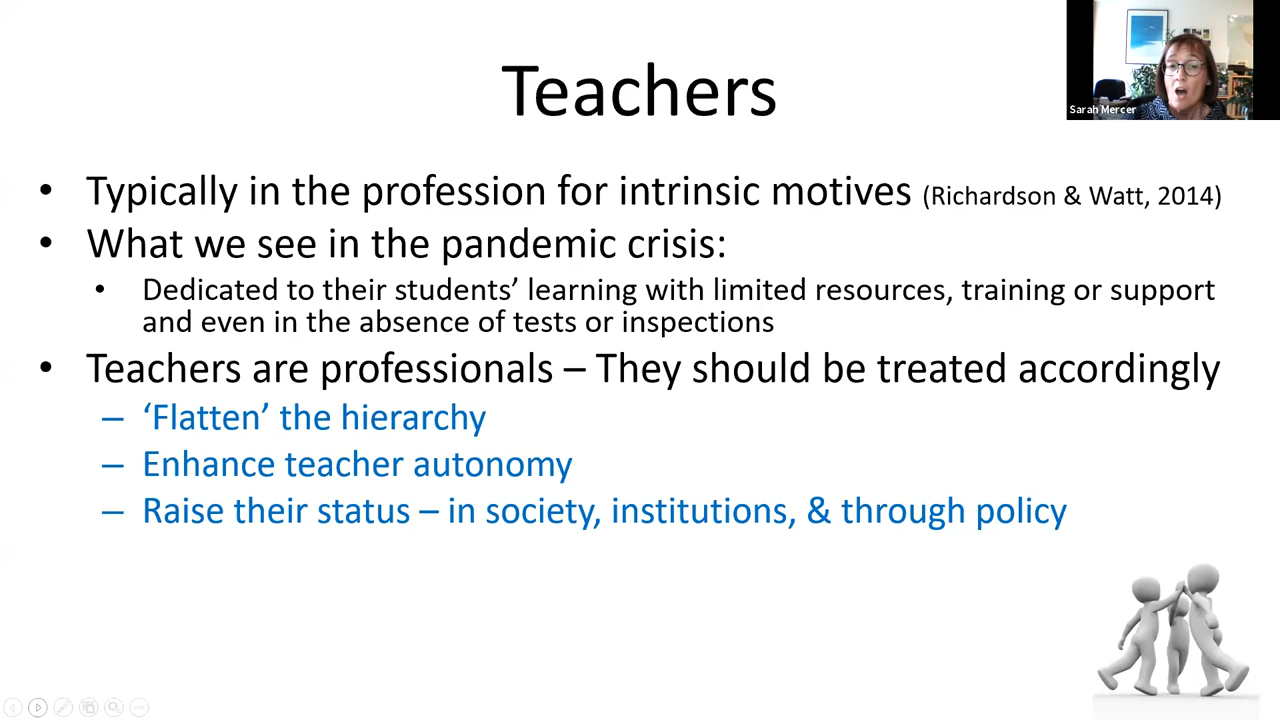 Teachers
Sarah Mercer
• Typically in the profession for intrinsic motives (Richardson & Watt, 2014)
• What we see in the pandemic crisis:
• Dedicated to their students’ learning with limited resources, training or support
and even in the absence of tests or inspections
• Teachers are professionals – They should be treated accordingly
– ‘Flatten’ the hierarchy
– Enhance teacher autonomy
– Raise their status – in society, institutions, & through policy